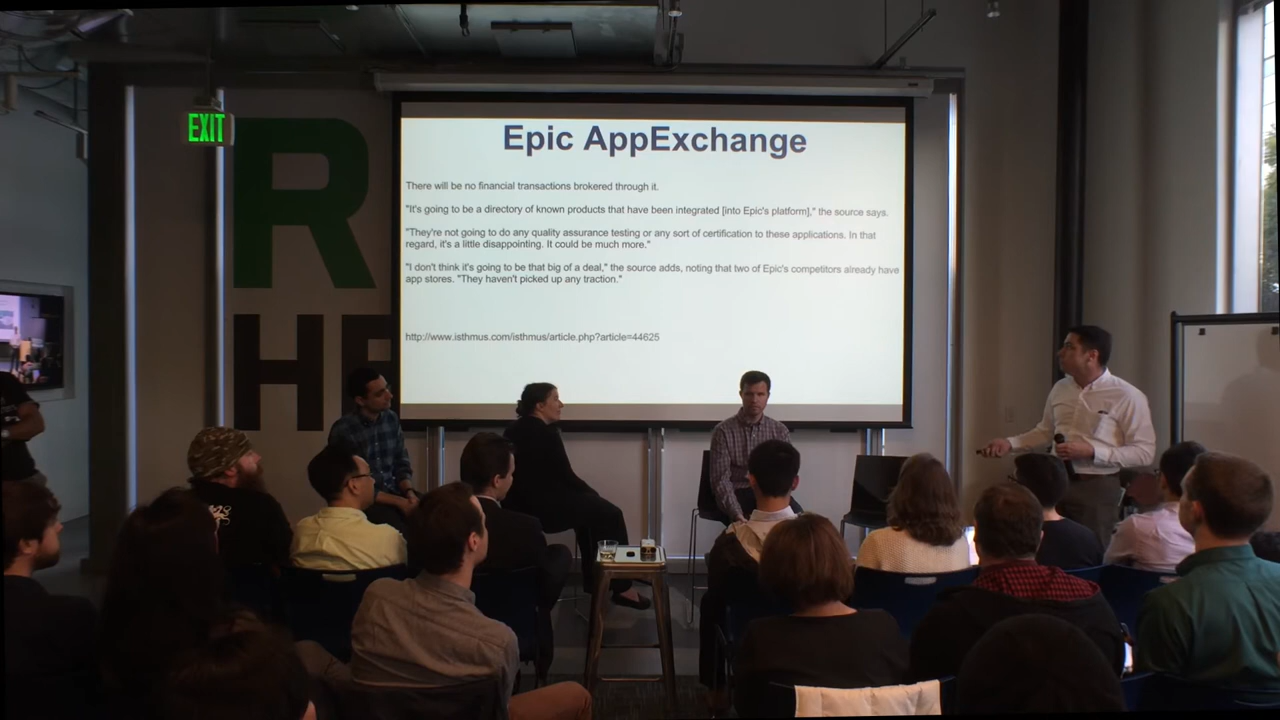 EXIT
R
HE
Epic AppExchange
There will be no financial transactions brokered through it.
"It's going to be a directory of known products that have been integrated [into Epic's platform]," the source says.
"They're not going to do any quality assurance testing or any sort of certification to these applications. In that
regard, it's a little disappointing. It could be much more."
"I don't think it's going to be that big of a deal," the source adds, noting that two of Epic's competitors already have
app stores. "They haven't picked up any traction."
http://www.isthmus.com/isthmus/article.php?article=44625